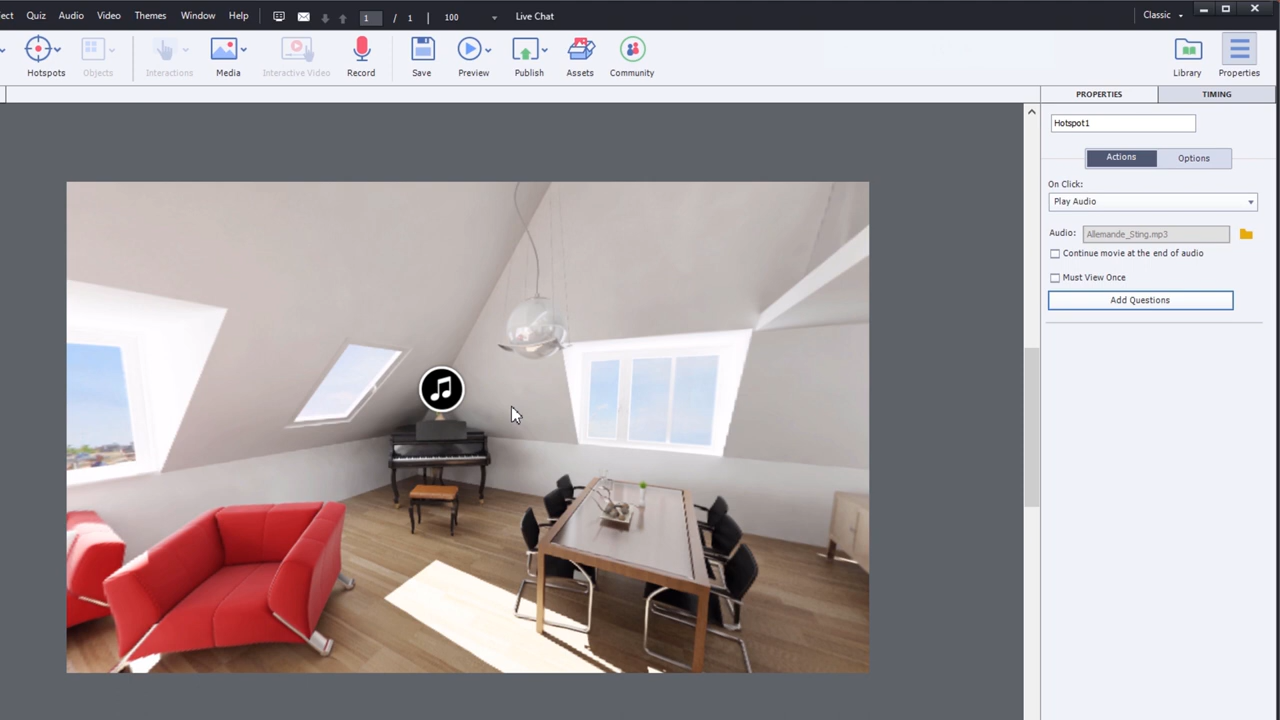 ect Quiz Audio Video Themes Window Help 1 / 1 100 Live Chat Classic
Hotspots Objects Interactions Media Interactive Video Record Save Preview Publish Assets Community Library Properties
PROPERTIES TIMING
Hotspot1
Actions Options
On Click:
Play Audio
Audio: Allemande_Sting.mp3
Continue movie at the end of audio
Must View Once
Add Questions